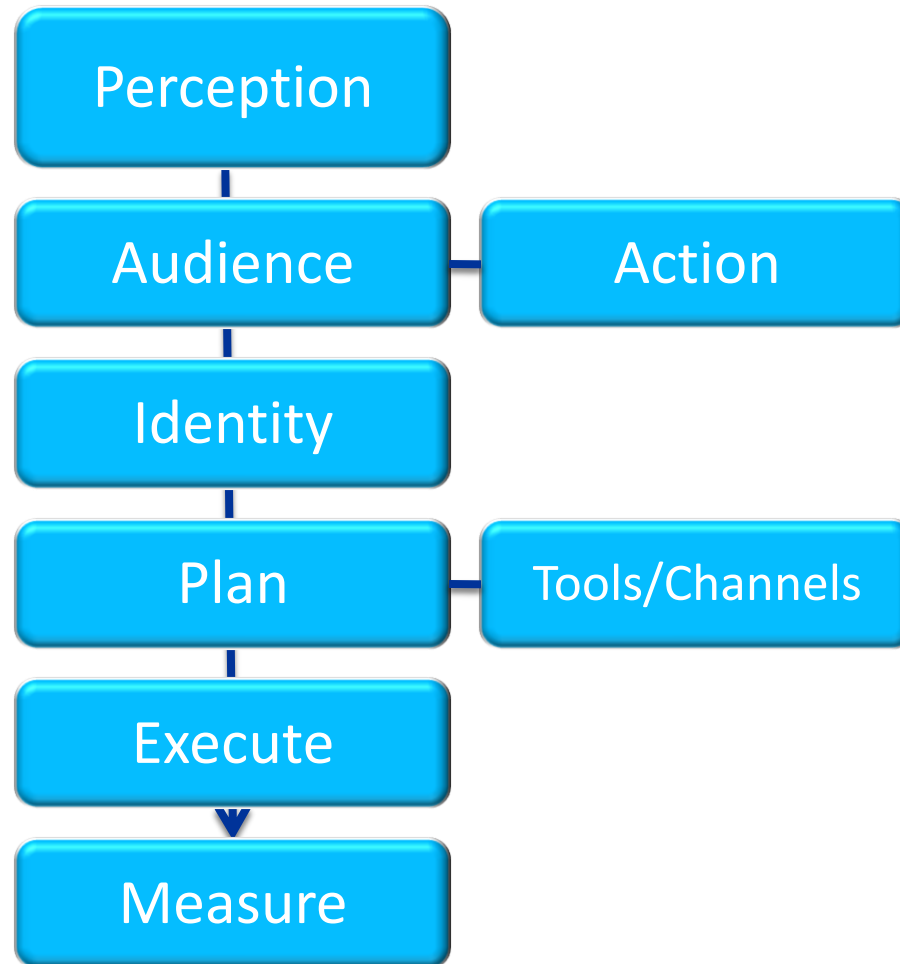 Perception
Audience
Action
Identity
Plan
Tools/Channels
Execute
Measure